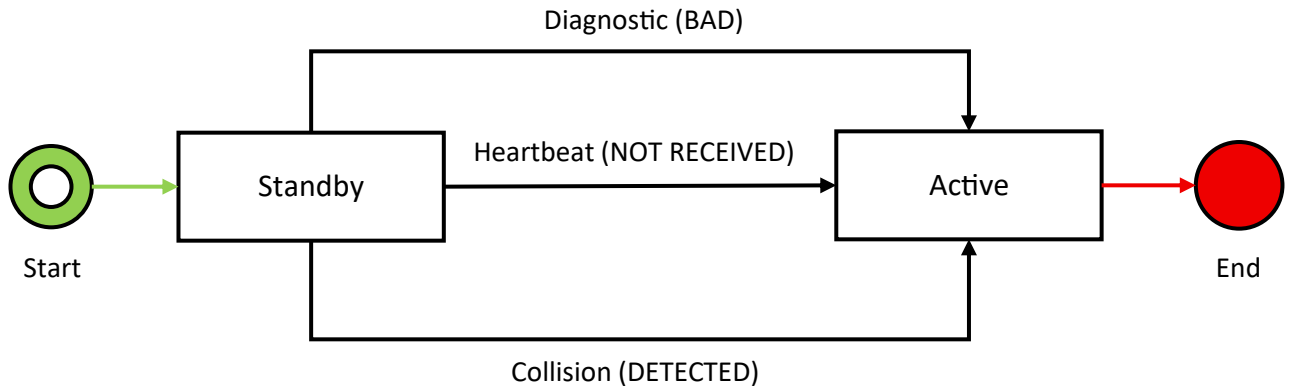 Diagnostic (BAD)
Heartbeat (NOT RECEIVED)
Standby
Active
Start
End
Collision (DETECTED)